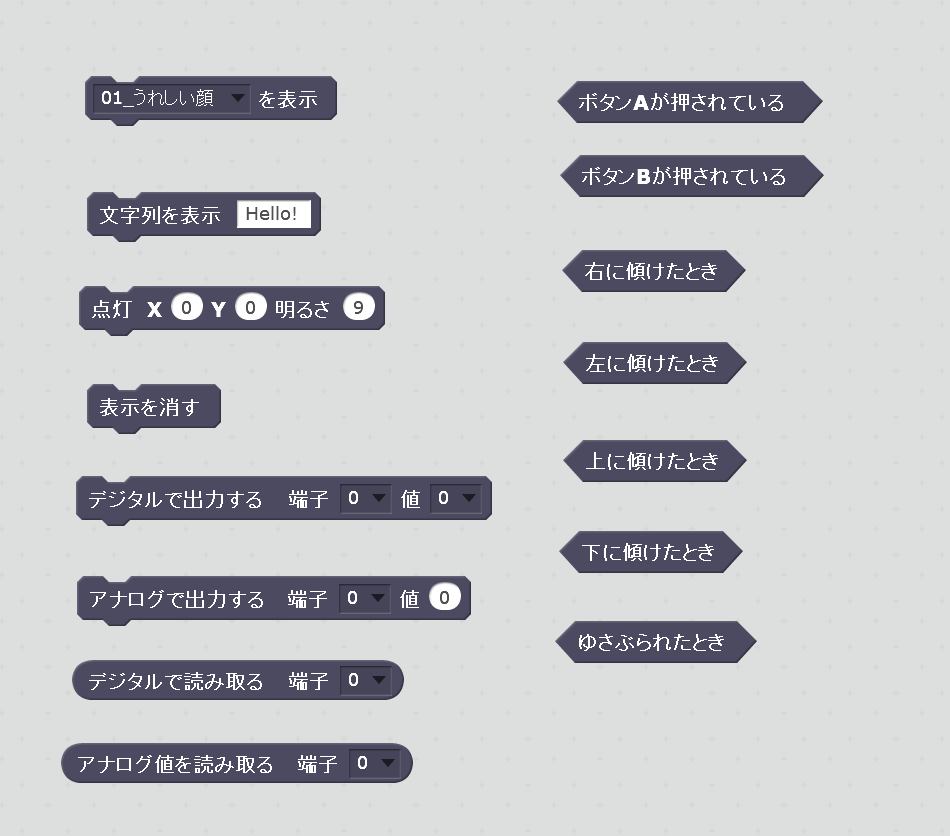 01_うれしい顔 を表示
文字列を表示 Hello!
点灯 X 0 Y 0 明るさ 9
表示を消す
デジタルで出力する 端子 0 値 0
アナログで出力する 端子 0 値 0
デジタルで読み取る 端子 0
アナログ値を読み取る 端子 0
ボタンAが押されている
ボタンBが押されている
右に傾けたとき
左に傾けたとき
上に傾けたとき
下に傾けたとき
ゆさぶられたとき